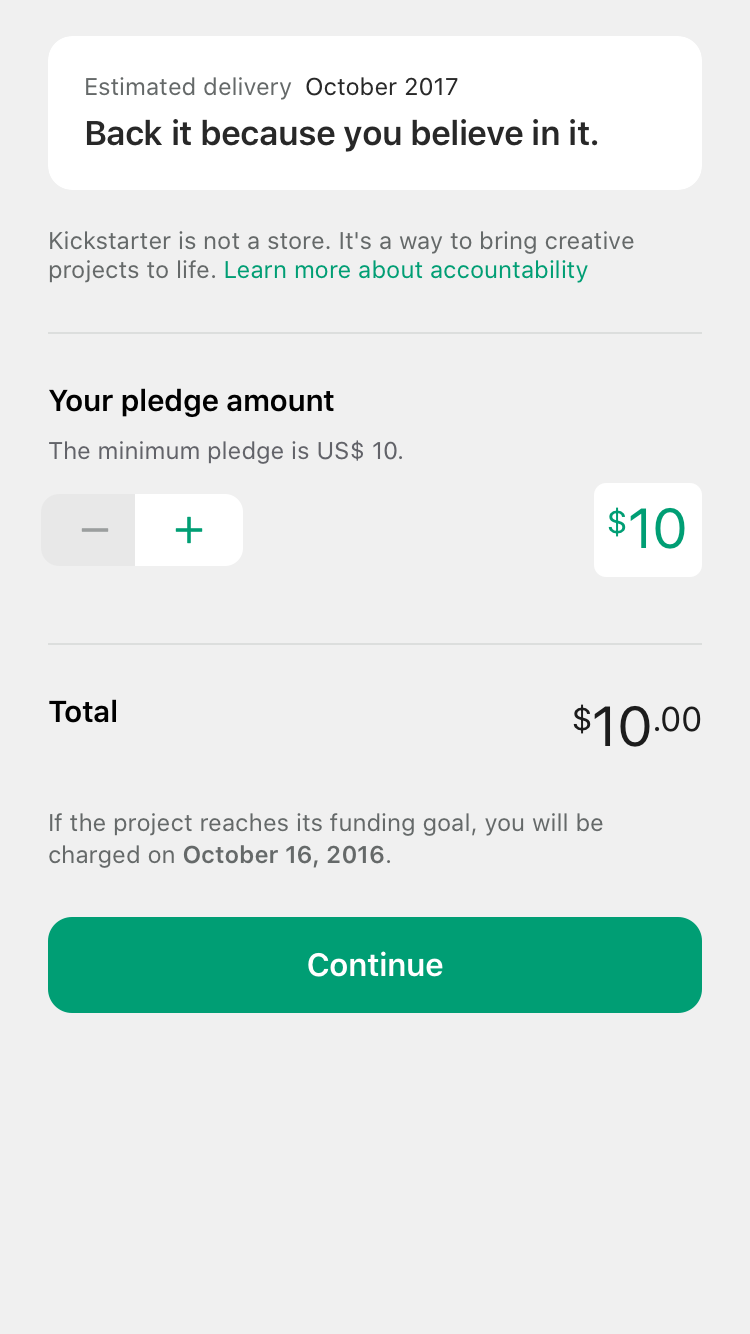 Estimated delivery October 2017
Back it because you believe in it.
Kickstarter is not a store. It's a way to bring creative
projects to life. Learn more about accountability
Your pledge amount
The minimum pledge is US$ 10.
− +
$10
Total
$10.00
If the project reaches its funding goal, you will be
charged on October 16, 2016.
Continue